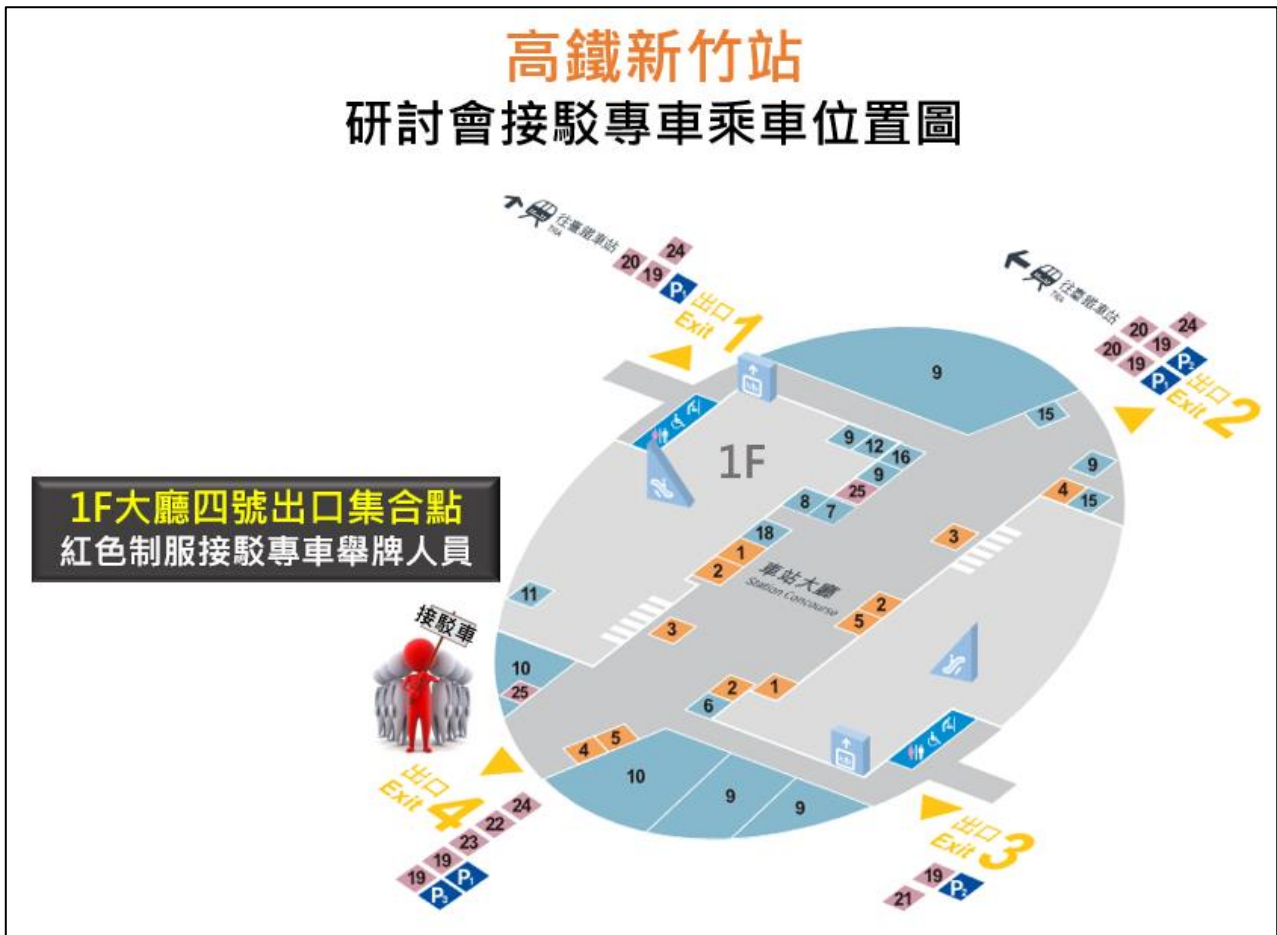 高鐵新竹站
研討會接駁專車乘車位置圖
往臺鐵車站
TRA
24
20 19 P1
出口
Exit 1
往臺鐵車站
TRA
20 24
20 19 19 P2
P1
出口
Exit 2
9
15
9
4 15
1F
9 12 16
9
25
8 7
18
1
2
3
3
車站大廳
Station Concourse
2
5
1F大廳四號出口集合點
紅色制服接駁專車舉牌人員
接駁車
11
10
25
2 1
6
4 5
10
9
9
出口
Exit 4
24
22
23
19
19 P1
P3
出口
Exit 3
19 P2
21